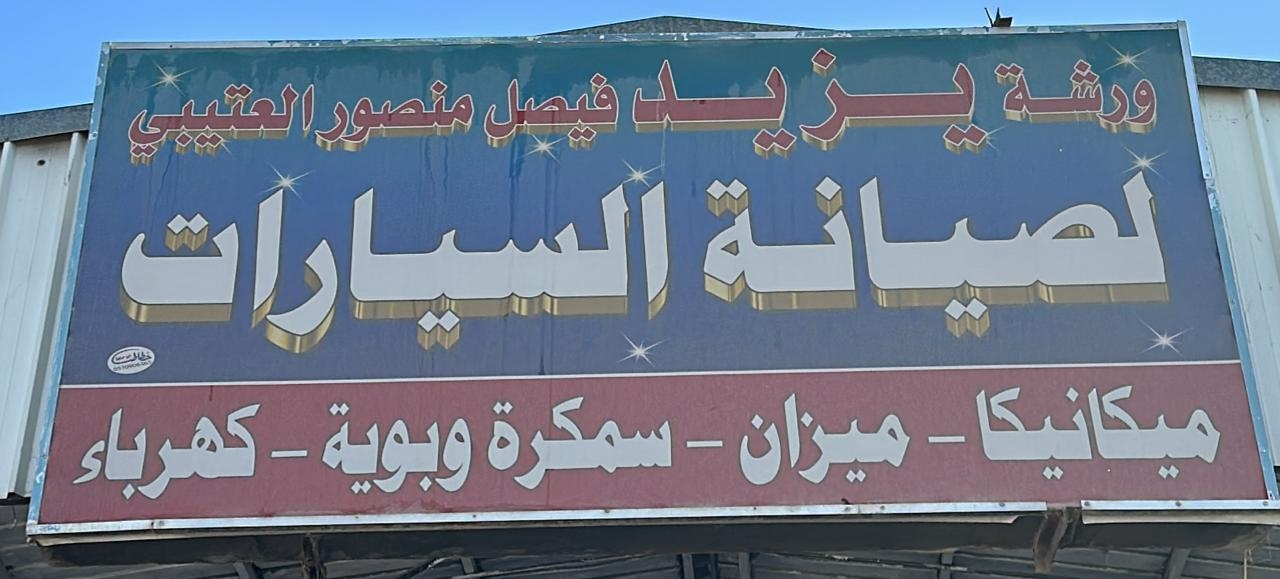 ورشة يزيد فيصل منصور العتيبي
لصيانة السيارات
ميكانيكا - ميزان - سمكرة وبوية - كهرباء